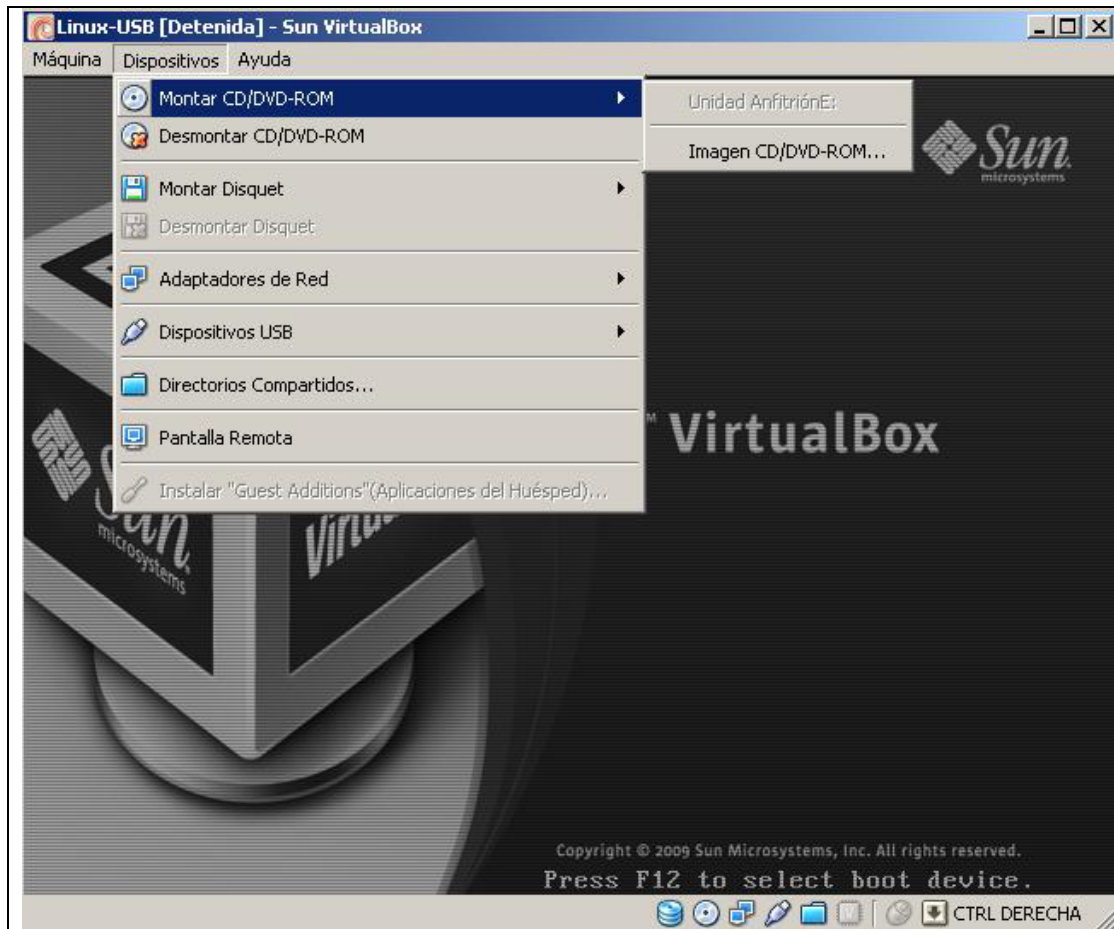 Linux-USB [Detenida] - Sun VirtualBox
Máquina Dispositivos Ayuda
Montar CD/DVD-ROM
Unidad AnfitriónE:
Desmontar CD/DVD-ROM
Imagen CD/DVD-ROM...
Sun
microsystems
Montar Disquet
Desmontar Disquet
Adaptadores de Red
Dispositivos USB
Directorios Compartidos...
Pantalla Remota
™ VirtualBox
Instalar "Guest Additions"(Aplicaciones del Huésped)...
Sun
microsystems
Copyright © 2009 Sun Microsystems, Inc. All rights reserved.
Press F12 to select boot device.
CTRL DERECHA